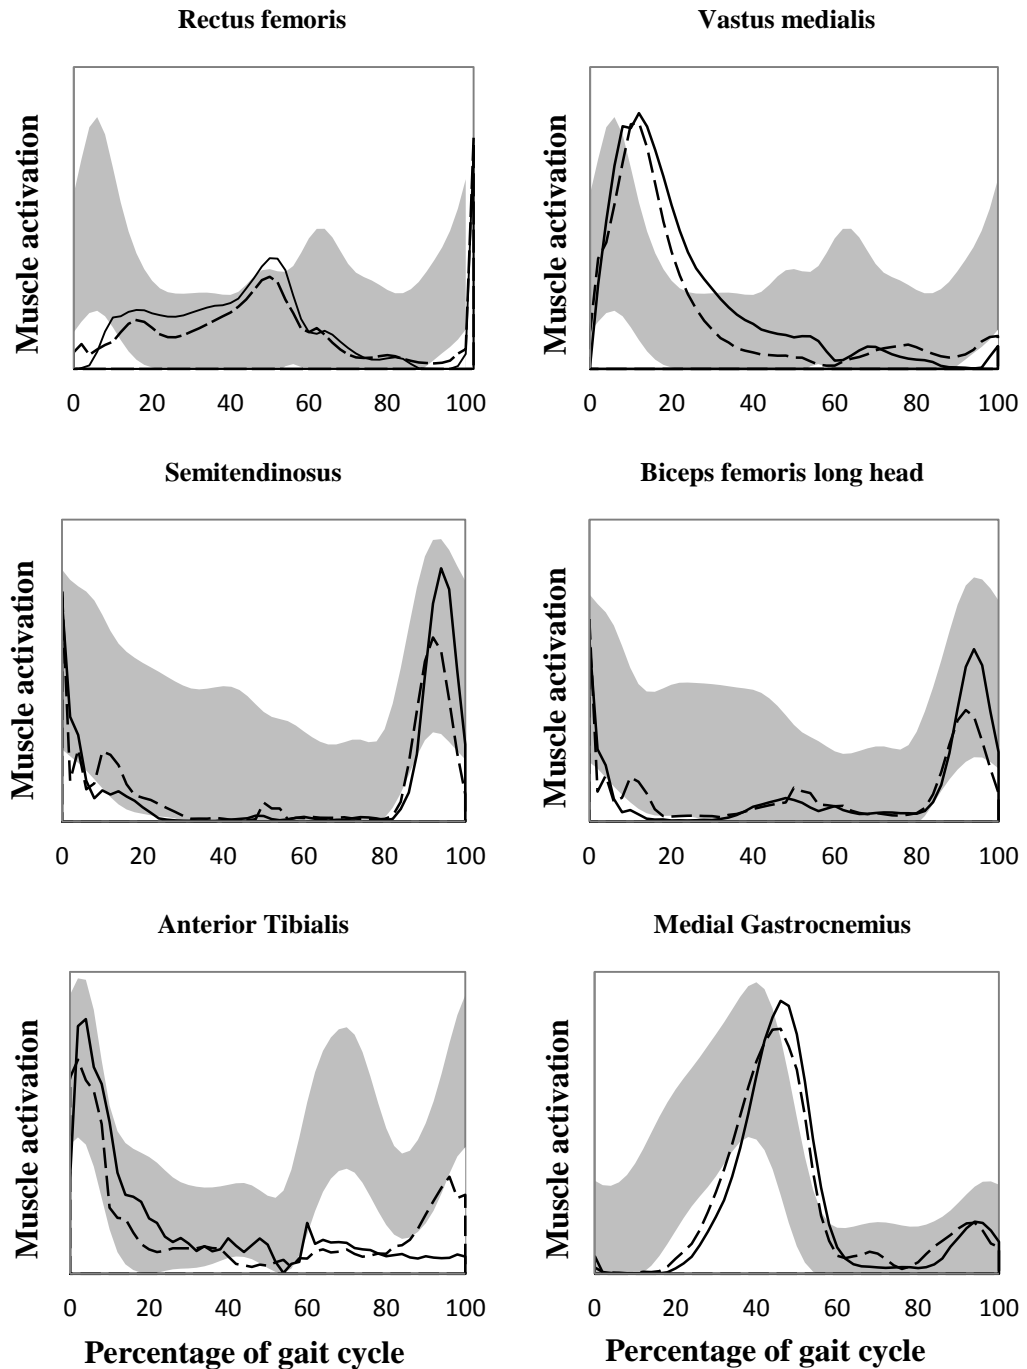 Rectus femoris
Vastus medialis
Muscle activation
Muscle activation
0 20 40 60 80 100
0 20 40 60 80 100
Semitendinosus
Biceps femoris long head
Muscle activation
Muscle activation
0 20 40 60 80 100
0 20 40 60 80 100
Anterior Tibialis
Medial Gastrocnemius
Muscle activation
Muscle activation
0 20 40 60 80 100
0 20 40 60 80 100
Percentage of gait cycle
Percentage of gait cycle